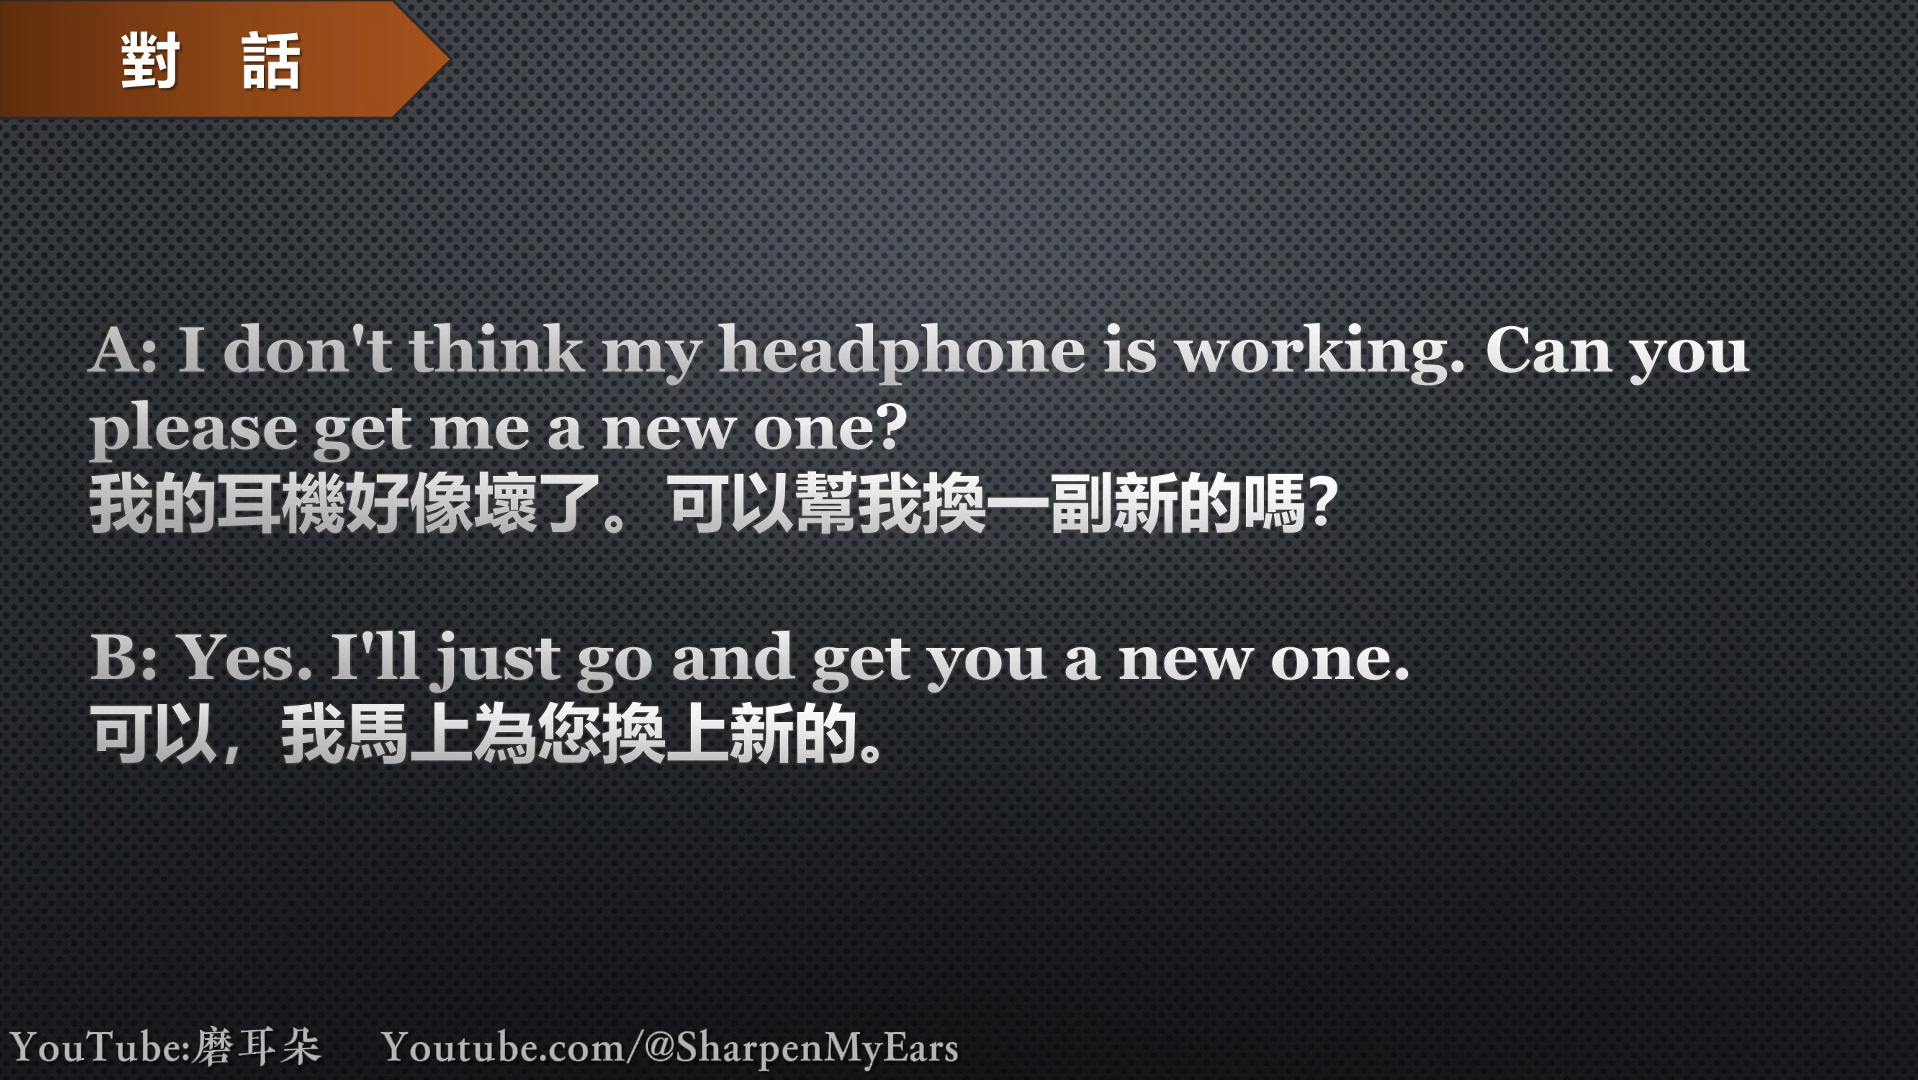 對 話
A: I don't think my headphone is working. Can you
please get me a new one?
我的耳機好像壞了。可以幫我換一副新的嗎?
B: Yes. I'll just go and get you a new one.
可以，我馬上為您換上新的。
YouTube:磨耳朵 Youtube.com/@SharpenMyEars